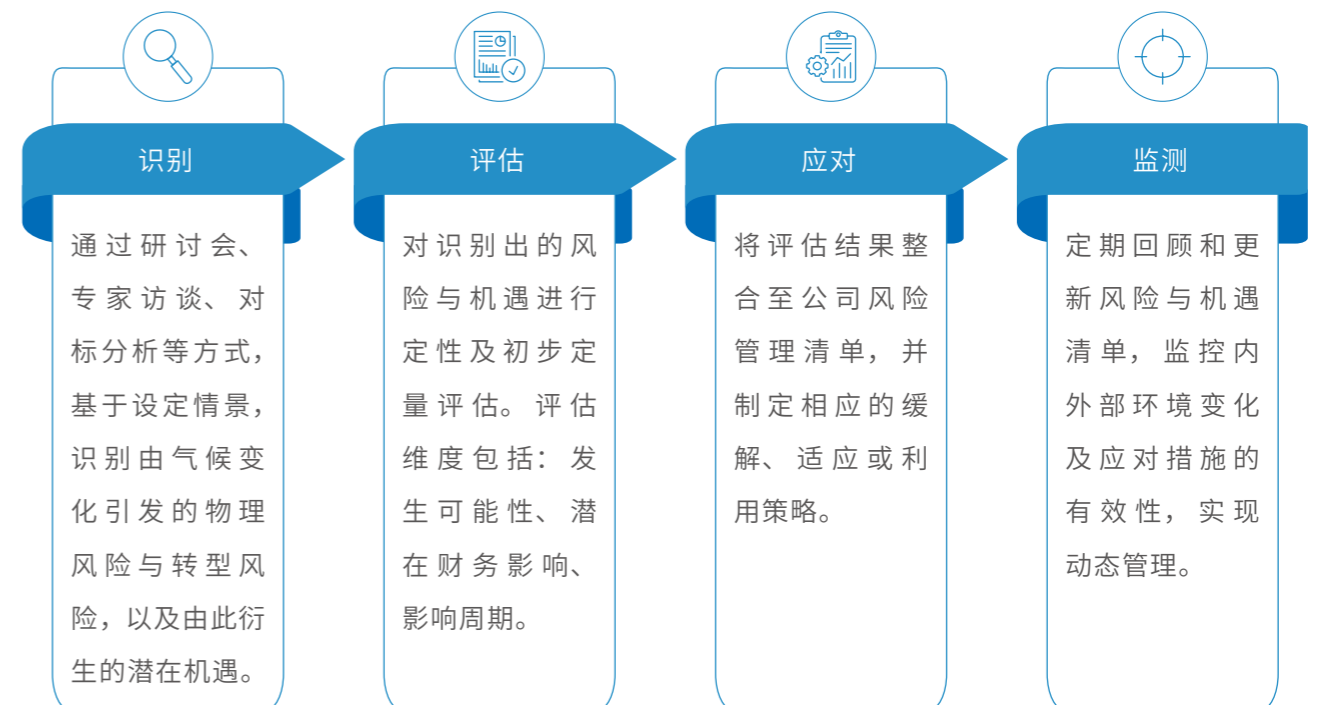 识别
通过研讨会、
专家访谈、对
标分析等方式，
基于设定情景，
识别由气候变
化引发的物理
风险与转型风
险，以及由此衍
生的潜在机遇。
评估
对识别出的风
险与机遇进行
定性及初步定
量评估。评估
维度包括：发
生可能性、潜
在财务影响、
影响周期。
应对
将评估结果整
合至公司风险
管理清单，并
制定相应的缓
解、适应或利
用策略。
监测
定期回顾和更
新风险与机遇
清单，监控内
外部环境变化
及应对措施的
有效性，实现
动态管理。